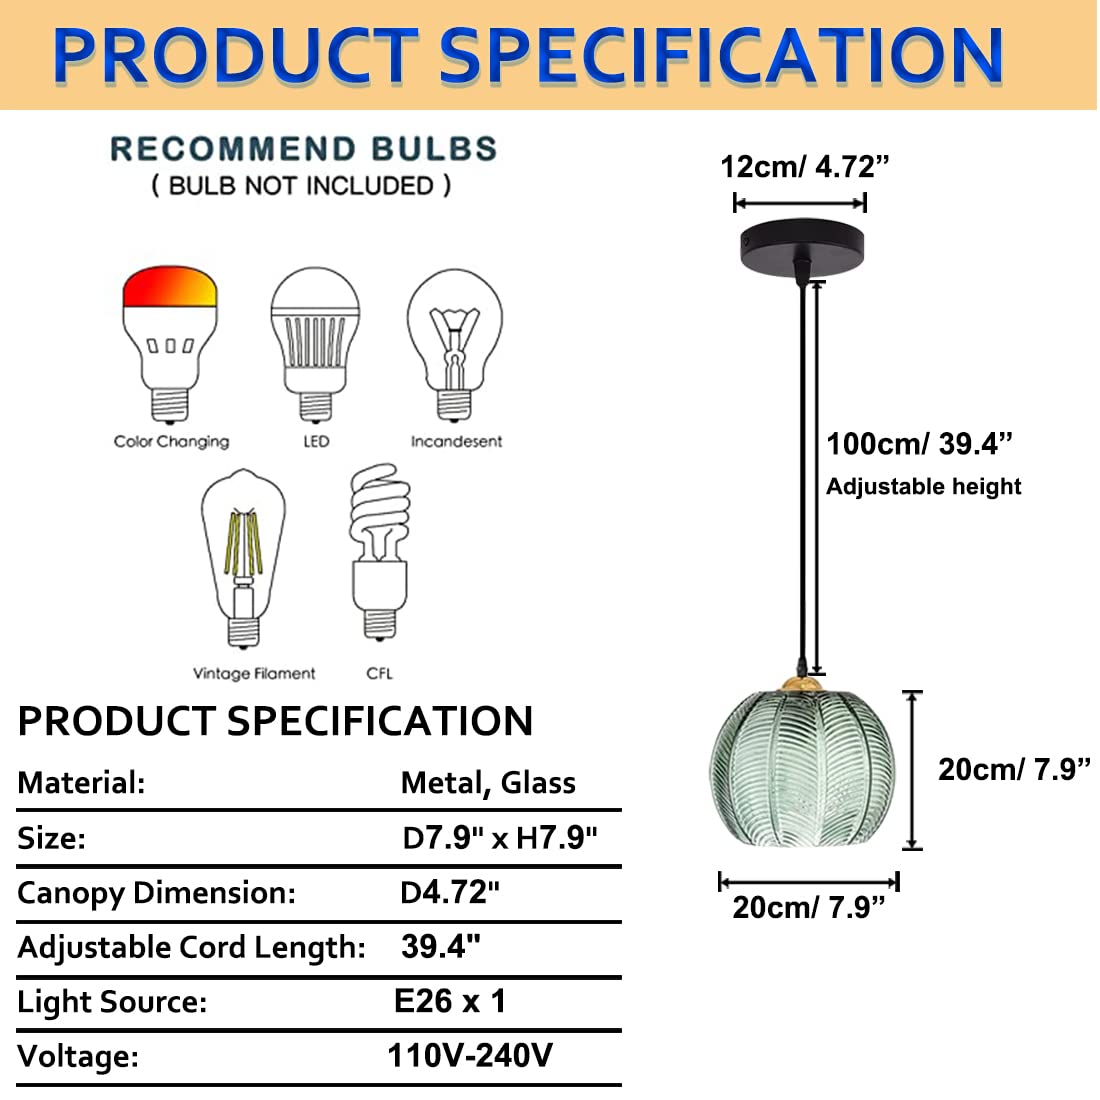 PRODUCT SPECIFICATION
RECOMMEND BULBS
( BULB NOT INCLUDED )
Color Changing
LED
Incandesent
Vintage Filament
CFL
12cm/ 4.72”
100cm/ 39.4”
Adjustable height
20cm/ 7.9”
20cm/ 7.9”
PRODUCT SPECIFICATION
Material: Metal, Glass
Size: D7.9" x H7.9"
Canopy Dimension: D4.72"
Adjustable Cord Length: 39.4"
Light Source: E26 x 1
Voltage: 110V-240V